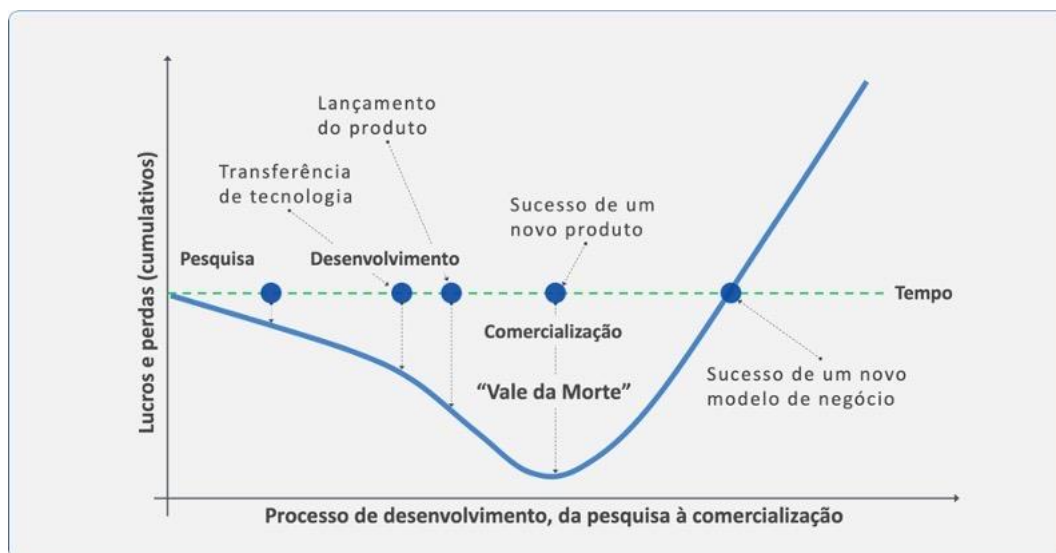 Lançamento
do produto
Transferência
de tecnologia
Sucesso de um
novo produto
Pesquisa
Desenvolvimento
Tempo
Comercialização
“Vale da Morte”
Sucesso de um novo
modelo de negócio
Lucros e perdas (cumulativos)
Processo de desenvolvimento, da pesquisa à comercialização